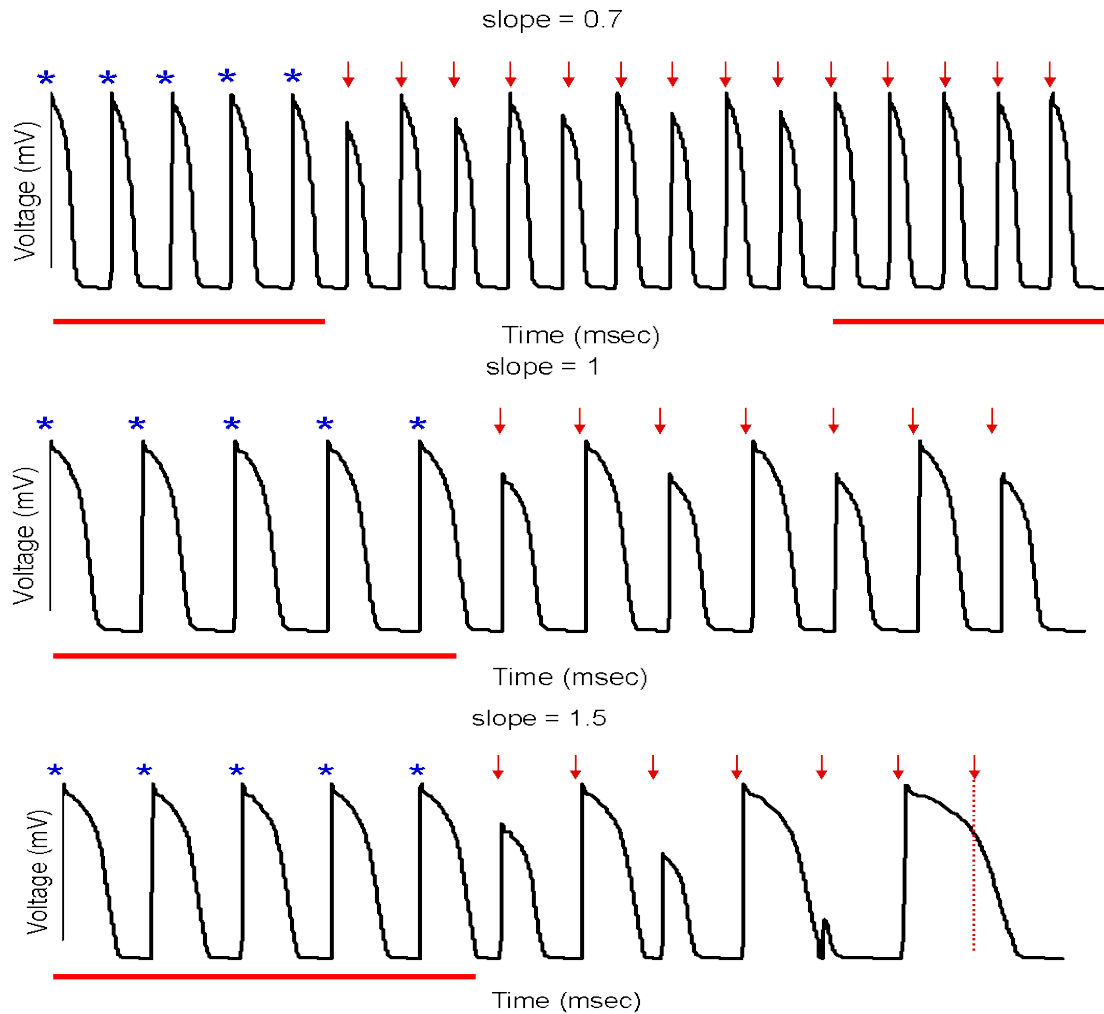 slope = 0.7
* * * * *
Voltage (mV)
Time (msec)
slope = 1
* * * * *
Voltage (mV)
Time (msec)
slope = 1.5
* * * * *
Voltage (mV)
Time (msec)